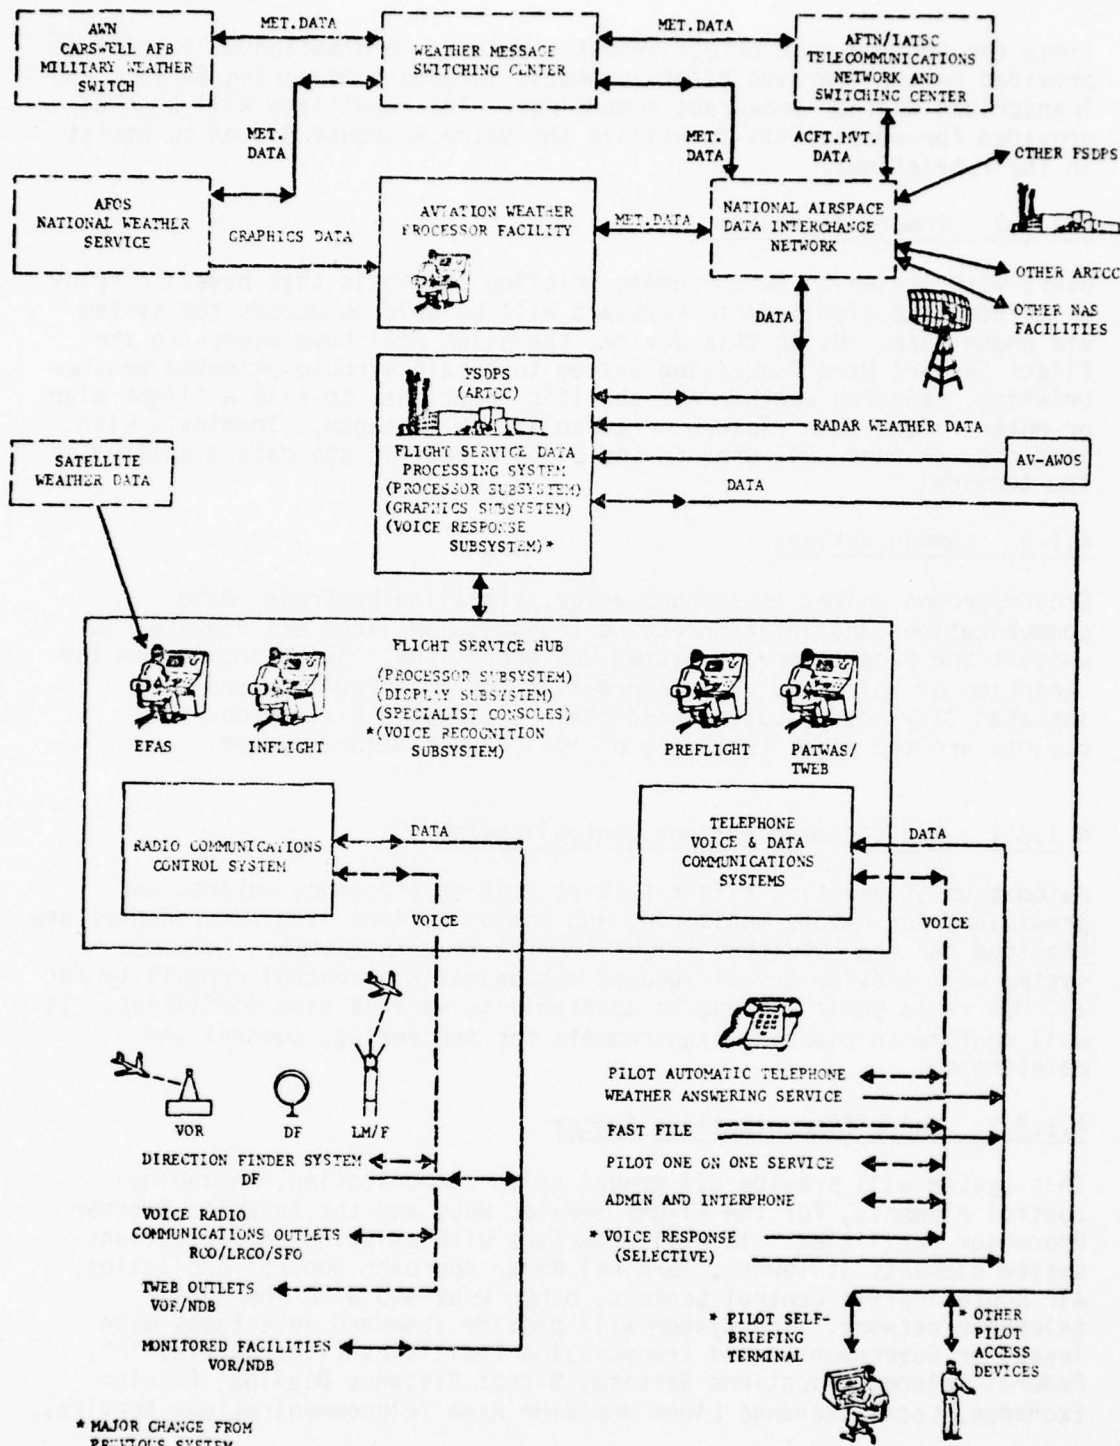 AWN
CARSWELL AFB
MILITARY WEATHER
SWITCH
MET.DATA
WEATHER MESSAGE
SWITCHING CENTER
MET.DATA
AFTN/IATSC
TELECOMMUNICATIONS
NETWORK AND
SWITCHING CENTER
MET.
DATA
MET.
DATA
ACFT.MVT.
DATA
OTHER FSDPS
AFOS
NATIONAL WEATHER
SERVICE
GRAPHICS DATA
AVIATION WEATHER
PROCESSOR FACILITY
MET.DATA
NATIONAL AIRSPACE
DATA INTERCHANGE
NETWORK
OTHER ARTCC
OTHER NAS
FACILITIES
DATA
FSDPS
(ARTCC)
FLIGHT SERVICE DATA
PROCESSING SYSTEM
(PROCESSOR SUBSYSTEM)
(GRAPHICS SUBSYSTEM)
(VOICE RESPONSE
SUBSYSTEM)*
RADAR WEATHER DATA
AV-AWOS
DATA
SATELLITE
WEATHER DATA
FLIGHT SERVICE HUB
(PROCESSOR SUBSYSTEM)
(DISPLAY SUBSYSTEM)
(SPECIALIST CONSOLES)
*(VOICE RECOGNITION
SUBSYSTEM)
EFAS
INFLIGHT
PREFLIGHT
PATWAS/
TWEB
RADIO COMMUNICATIONS
CONTROL SYSTEM
DATA
VOICE
TELEPHONE
VOICE & DATA
COMMUNICATIONS
SYSTEMS
DATA
VOICE
VOR
DF
LM/F
DIRECTION FINDER SYSTEM
DF
VOICE RADIO
COMMUNICATIONS OUTLETS
RCO/LRCO/SFO
TWEB OUTLETS
VOR/NDB
MONITORED FACILITIES
VOR/NDB
PILOT AUTOMATIC TELEPHONE
WEATHER ANSWERING SERVICE
FAST FILE
PILOT ONE ON ONE SERVICE
ADMIN AND INTERPHONE
* VOICE RESPONSE
(SELECTIVE)
* PILOT SELF-
BRIEFING
TERMINAL
* OTHER
PILOT
ACCESS
DEVICES
* MAJOR CHANGE FROM
PREVIOUS SYSTEM